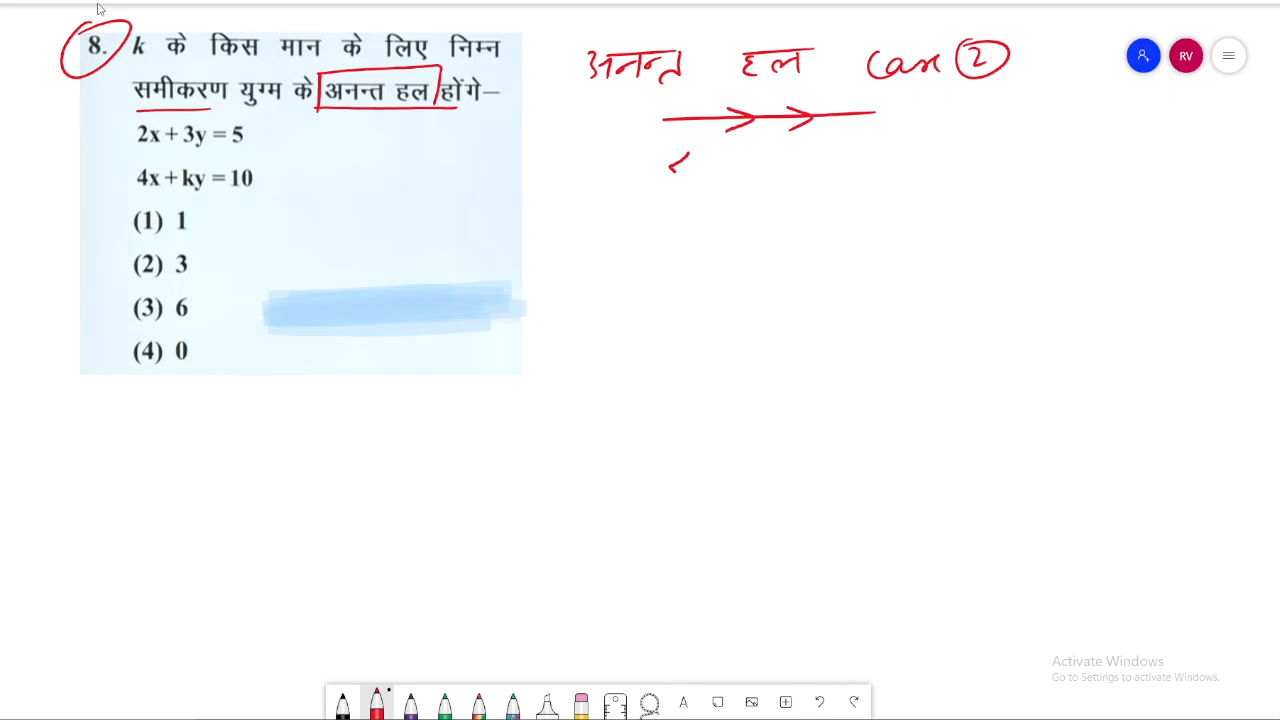 8. k के किस मान के लिए निम्न
समीकरण युग्म के अनन्त हल होंगे–
2x + 3y = 5
4x + ky = 10
(1) 1
(2) 3
(3) 6
(4) 0
अनन्त हल Case 2
RV
Activate Windows
Go to Settings to activate Windows.